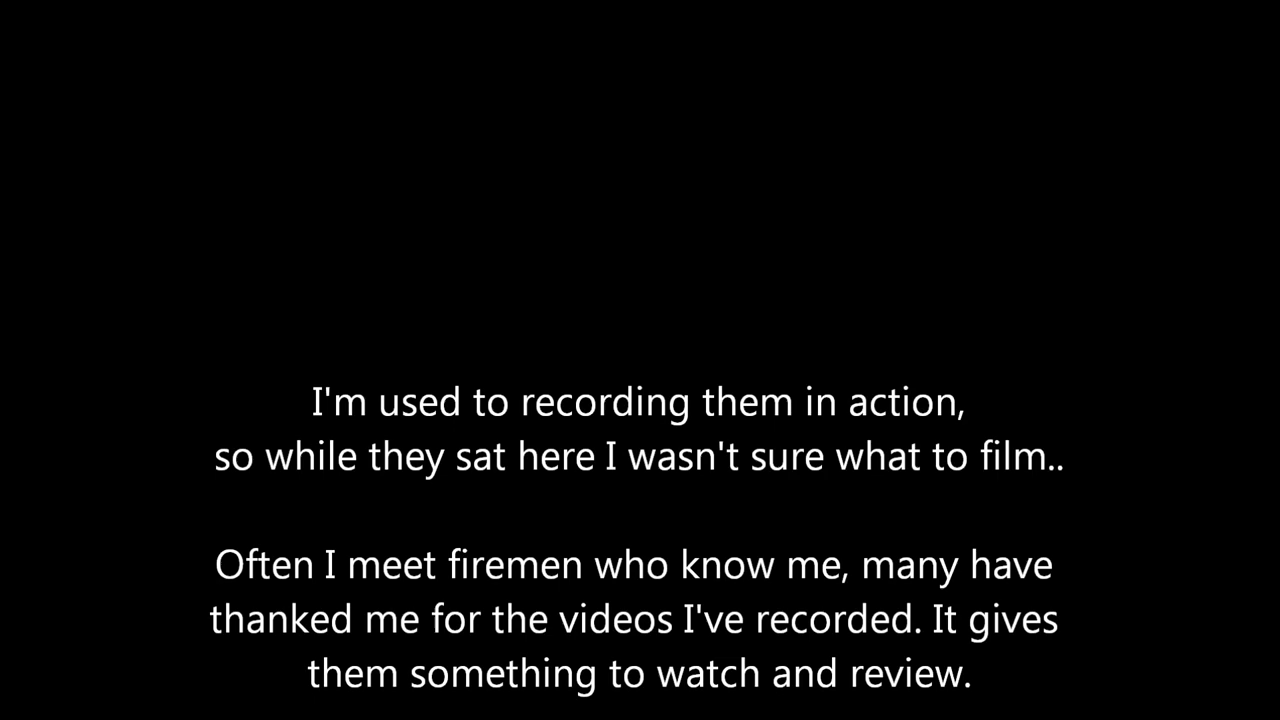 I'm used to recording them in action,
so while they sat here I wasn't sure what to film..
Often I meet firemen who know me, many have
thanked me for the videos I've recorded. It gives
them something to watch and review.